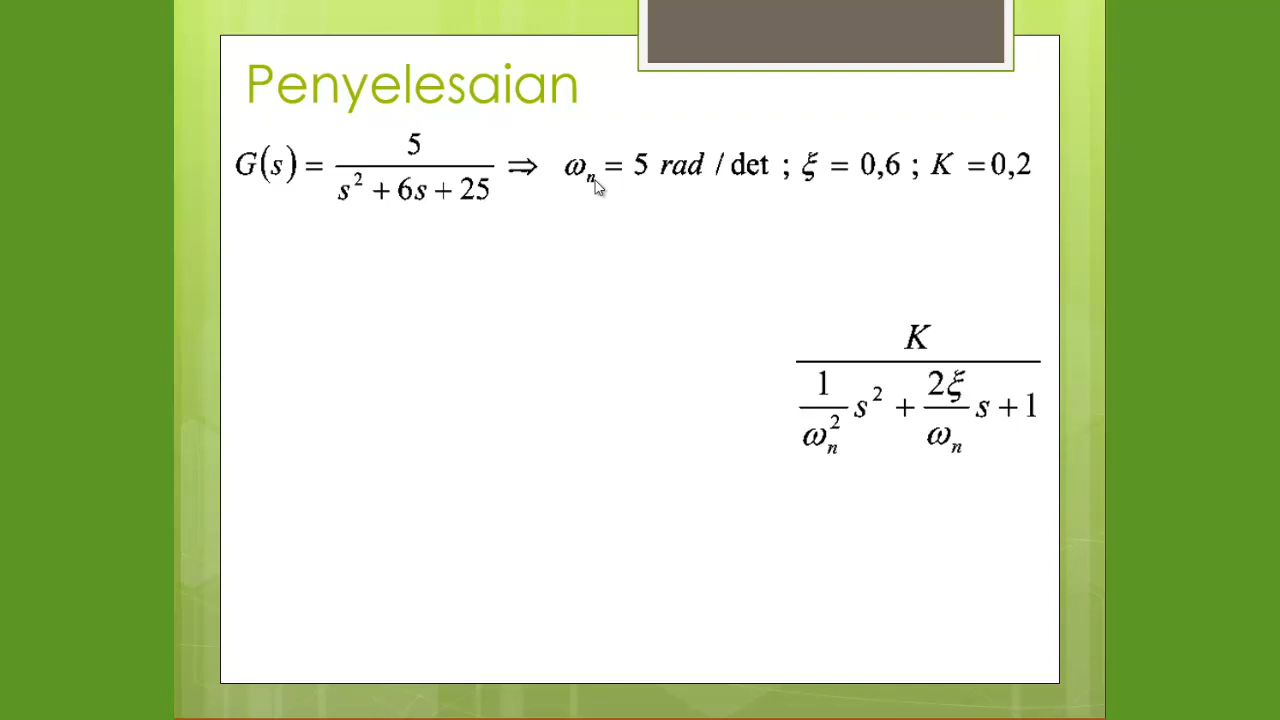 Penyelesaian
G(s) = 5 / (s² + 6s + 25) ⇒ ωₙ = 5 rad / det ; ξ = 0,6 ; K = 0,2
K
1/ωₙ² s² + 2ξ/ωₙ s + 1